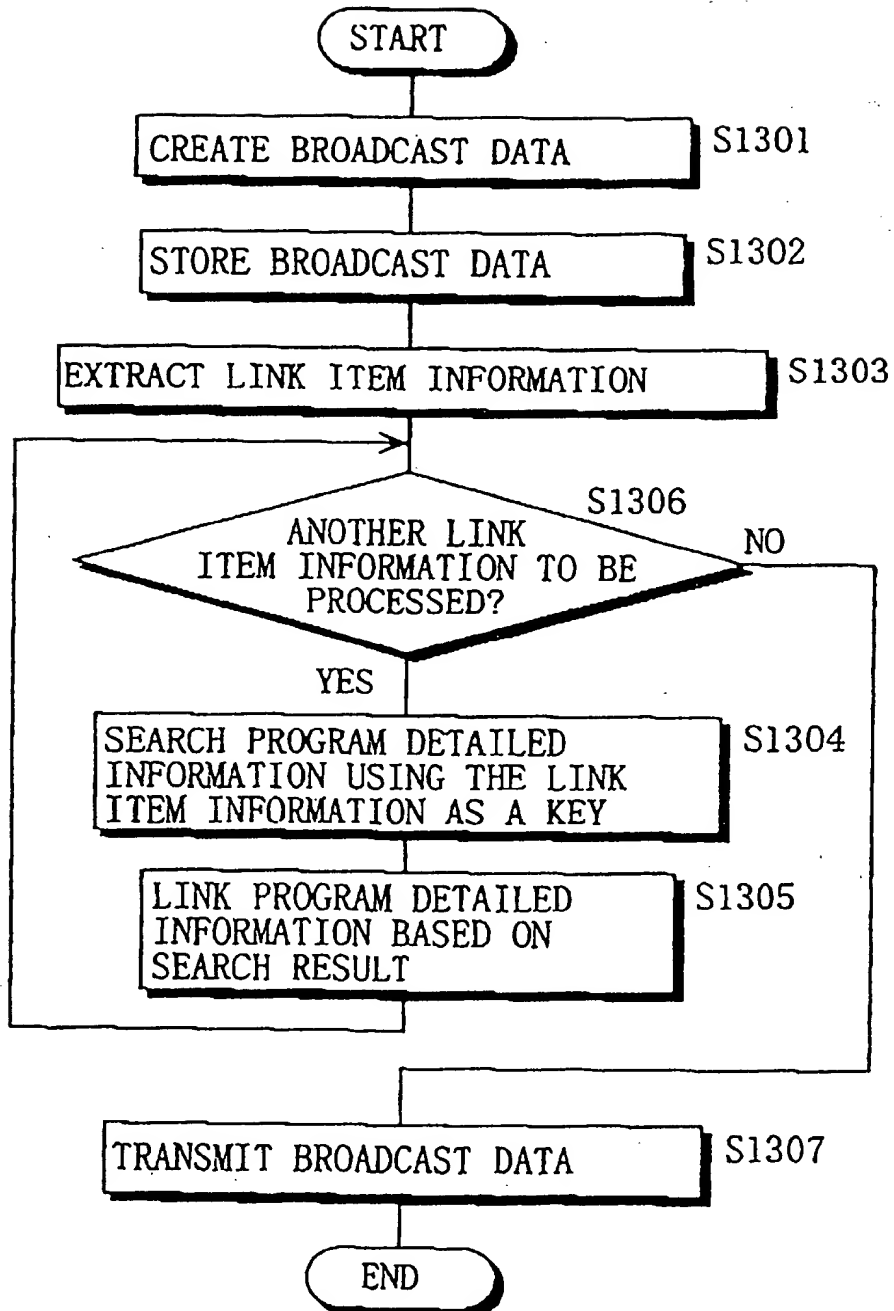 START
CREATE BROADCAST DATA
S1301
STORE BROADCAST DATA
S1302
EXTRACT LINK ITEM INFORMATION
S1303
S1306
ANOTHER LINK
ITEM INFORMATION TO BE
PROCESSED?
NO
YES
SEARCH PROGRAM DETAILED
INFORMATION USING THE LINK
ITEM INFORMATION AS A KEY
S1304
LINK PROGRAM DETAILED
INFORMATION BASED ON
SEARCH RESULT
S1305
TRANSMIT BROADCAST DATA
S1307
END